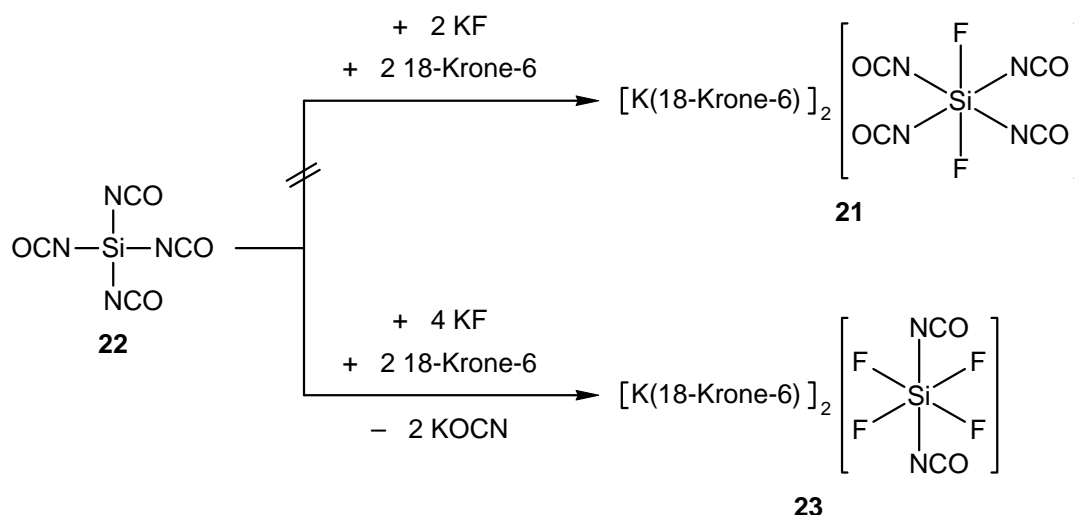 + 2 KF
+ 2 18-Krone-6
[K(18-Krone-6) ]2
F
OCN NCO
Si
OCN NCO
F
21
NCO
OCN Si NCO
NCO
22
+ 4 KF
+ 2 18-Krone-6
– 2 KOCN
[K(18-Krone-6) ]2
NCO
F F
Si
F F
NCO
23